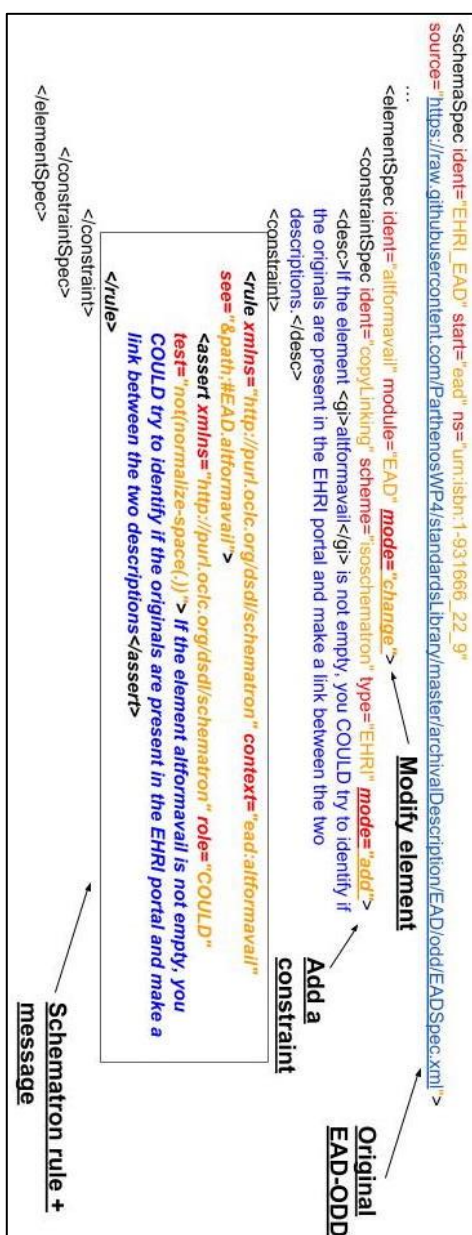 <schemaSpec ident="EHRI_EAD" start="ead" ns="urn:isbn:1-931666_22_9"
source="https://raw.githubusercontent.com/ParthenosWP4/standardsLibrary/master/archivalDescription/EAD/odd/EADSpec.xml">
Original
EAD-ODD
...
<elementSpec ident="altformavail" module="EAD" mode="change">
Modify element
<constraintSpec ident="copyLinking" scheme="isoschematron" type="EHRI" mode="add">
<desc>If the element <gi>altformavail</gi> is not empty, you COULD try to identify if
the originals are present in the EHRI portal and make a link between the two
descriptions.</desc>
Add a
constraint
<constraint>
<rule xmlns="http://purl.oclc.org/dsdl/schematron" context="ead:altformavail"
see="&path;#EAD.altformavail">
<assert xmlns="http://purl.oclc.org/dsdl/schematron" role="COULD"
test="not(normalize-space(.))"> If the element altformavail is not empty, you
COULD try to identify if the originals are present in the EHRI portal and make a
link between the two descriptions</assert>
</rule>
Schematron rule +
message
</constraint>
</constraintSpec>
</elementSpec>